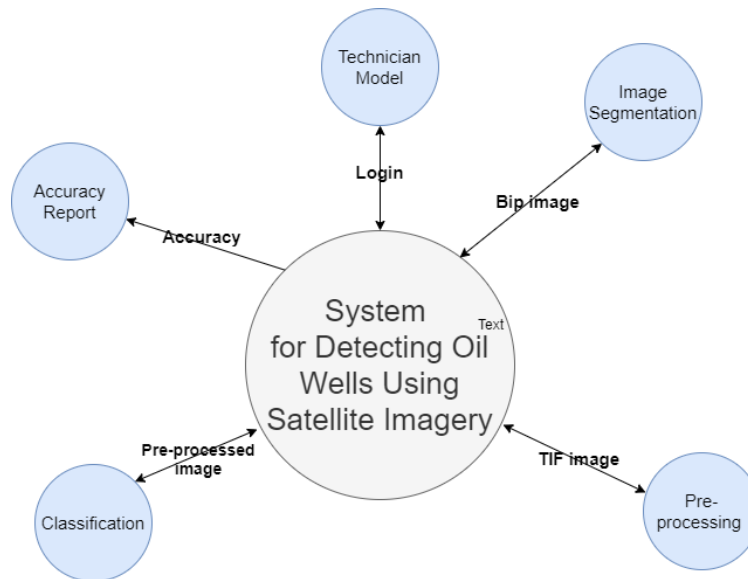 Technician
Model
Image
Segmentation
Login
Bip image
Accuracy
Report
Accuracy
System
for Detecting Oil
Wells Using
Satellite Imagery
Text
Pre-processed
image
TIF image
Classification
Pre-
processing